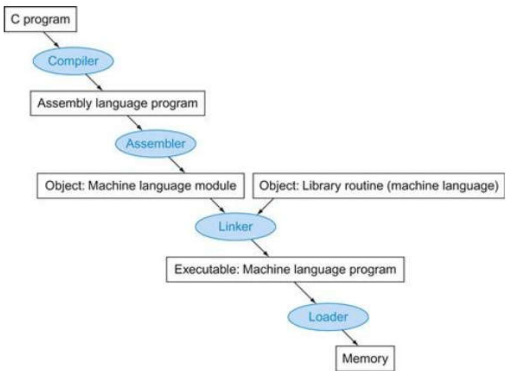 C program
Compiler
Assembly language program
Assembler
Object: Machine language module
Object: Library routine (machine language)
Linker
Executable: Machine language program
Loader
Memory